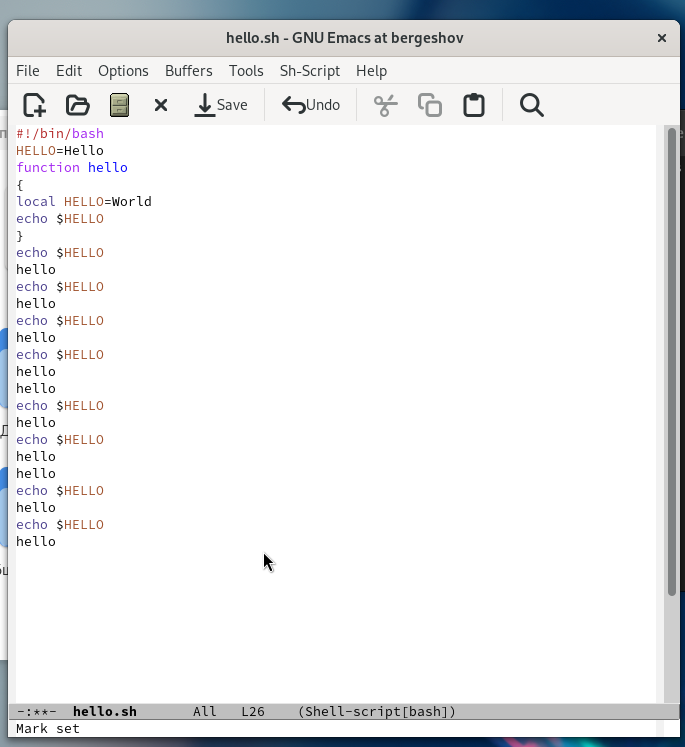 hello.sh - GNU Emacs at bergeshov
File Edit Options Buffers Tools Sh-Script Help
Save Undo
#!/bin/bash
HELLO=Hello
function hello
{
local HELLO=World
echo $HELLO
}
echo $HELLO
hello
echo $HELLO
hello
echo $HELLO
hello
echo $HELLO
hello
hello
echo $HELLO
hello
echo $HELLO
hello
hello
echo $HELLO
hello
echo $HELLO
hello
-:**- hello.sh All L26 (Shell-script[bash])
Mark set